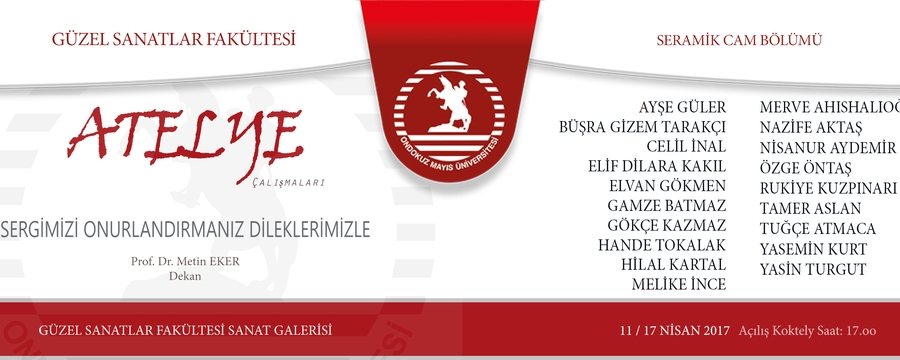 GÜZEL SANATLAR FAKÜLTESİ
SERAMİK CAM BÖLÜMÜ
ONDOKUZ MAYIS ÜNİVERSİTESİ
ATELYE
ÇALIŞMALARI
SERGİMİZİ ONURLANDIRMANIZ DİLEKLERİMİZLE
Prof. Dr. Metin EKER
Dekan
AYŞE GÜLER
BÜŞRA GİZEM TARAKÇI
CELİL İNAL
ELİF DİLARA KAKIL
ELVAN GÖKMEN
GAMZE BATMAZ
GÖKÇE KAZMAZ
HANDE TOKALAK
HİLAL KARTAL
MELİKE İNCE
MERVE AHISHALIOĞ
NAZİFE AKTAŞ
NİSANUR AYDEMİR
ÖZGE ÖNTAŞ
RUKİYE KUZPINARI
TAMER ASLAN
TUĞÇE ATMACA
YASEMİN KURT
YASİN TURGUT
GÜZEL SANATLAR FAKÜLTESİ SANAT GALERİSİ
11 / 17 NİSAN 2017 Açılış Koktely Saat: 17.oo